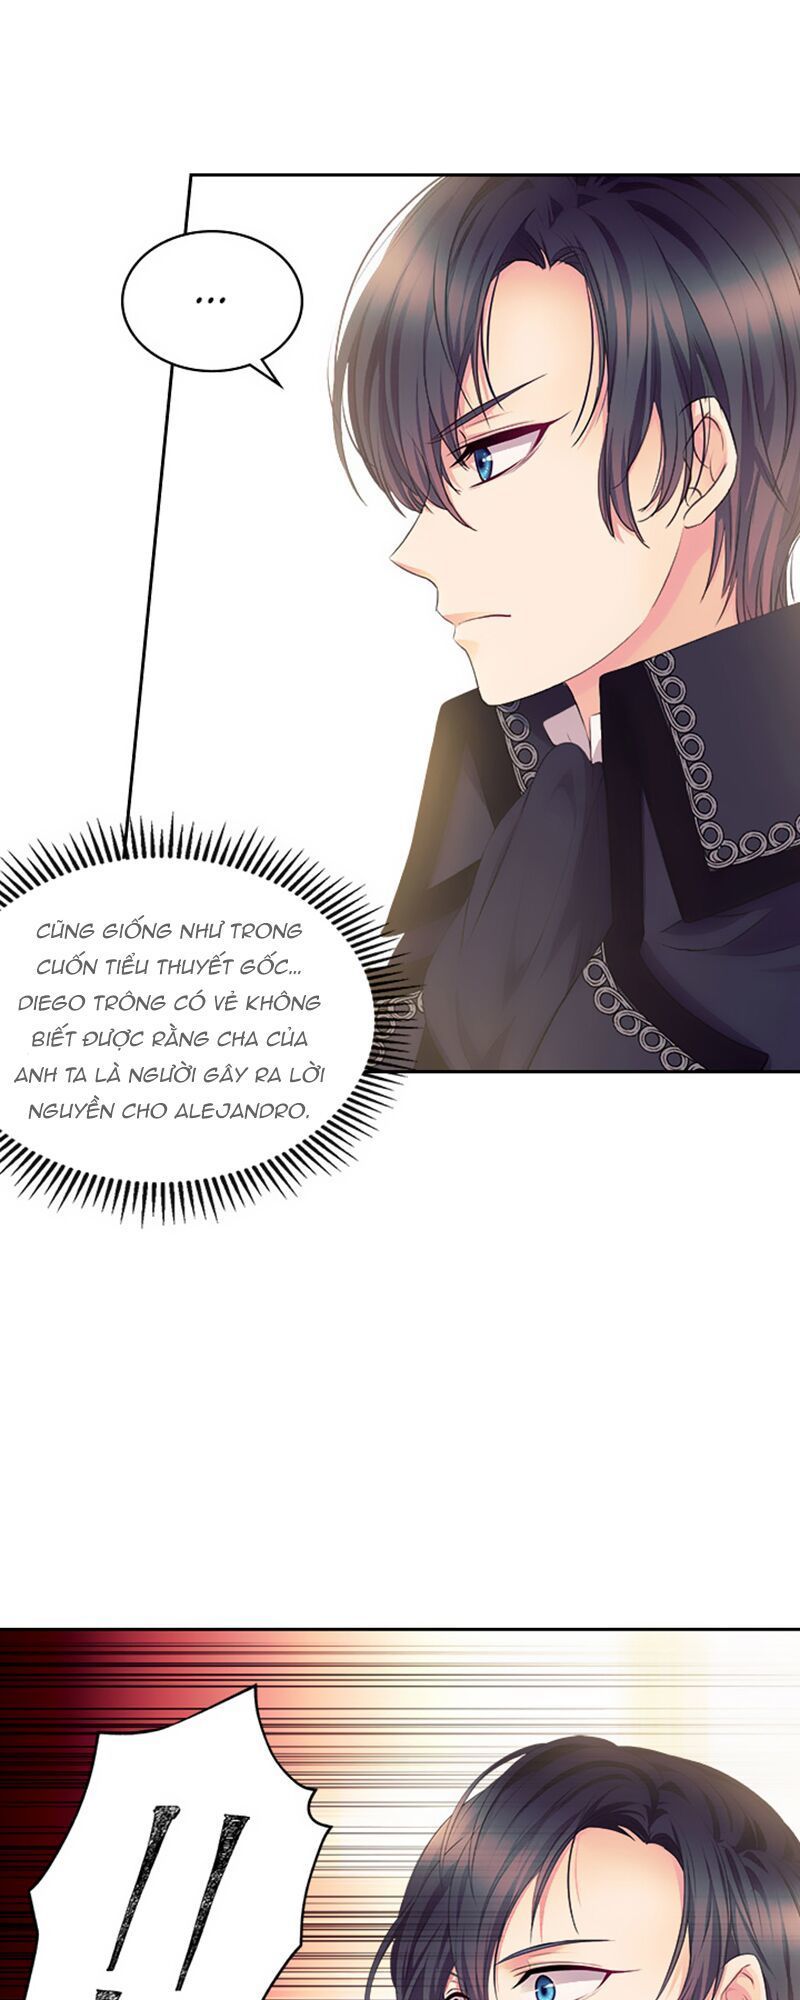 ...
CŨNG GIỐNG NHƯ TRONG
CUỐN TIỂU THUYẾT GỐC...
DIEGO TRÔNG CÓ VẺ KHÔNG
BIẾT ĐƯỢC RẰNG CHA CỦA
ANH TA LÀ NGƯỜI GÂY RA LỜI
NGUYỀN CHO ALEJANDRO.
!!